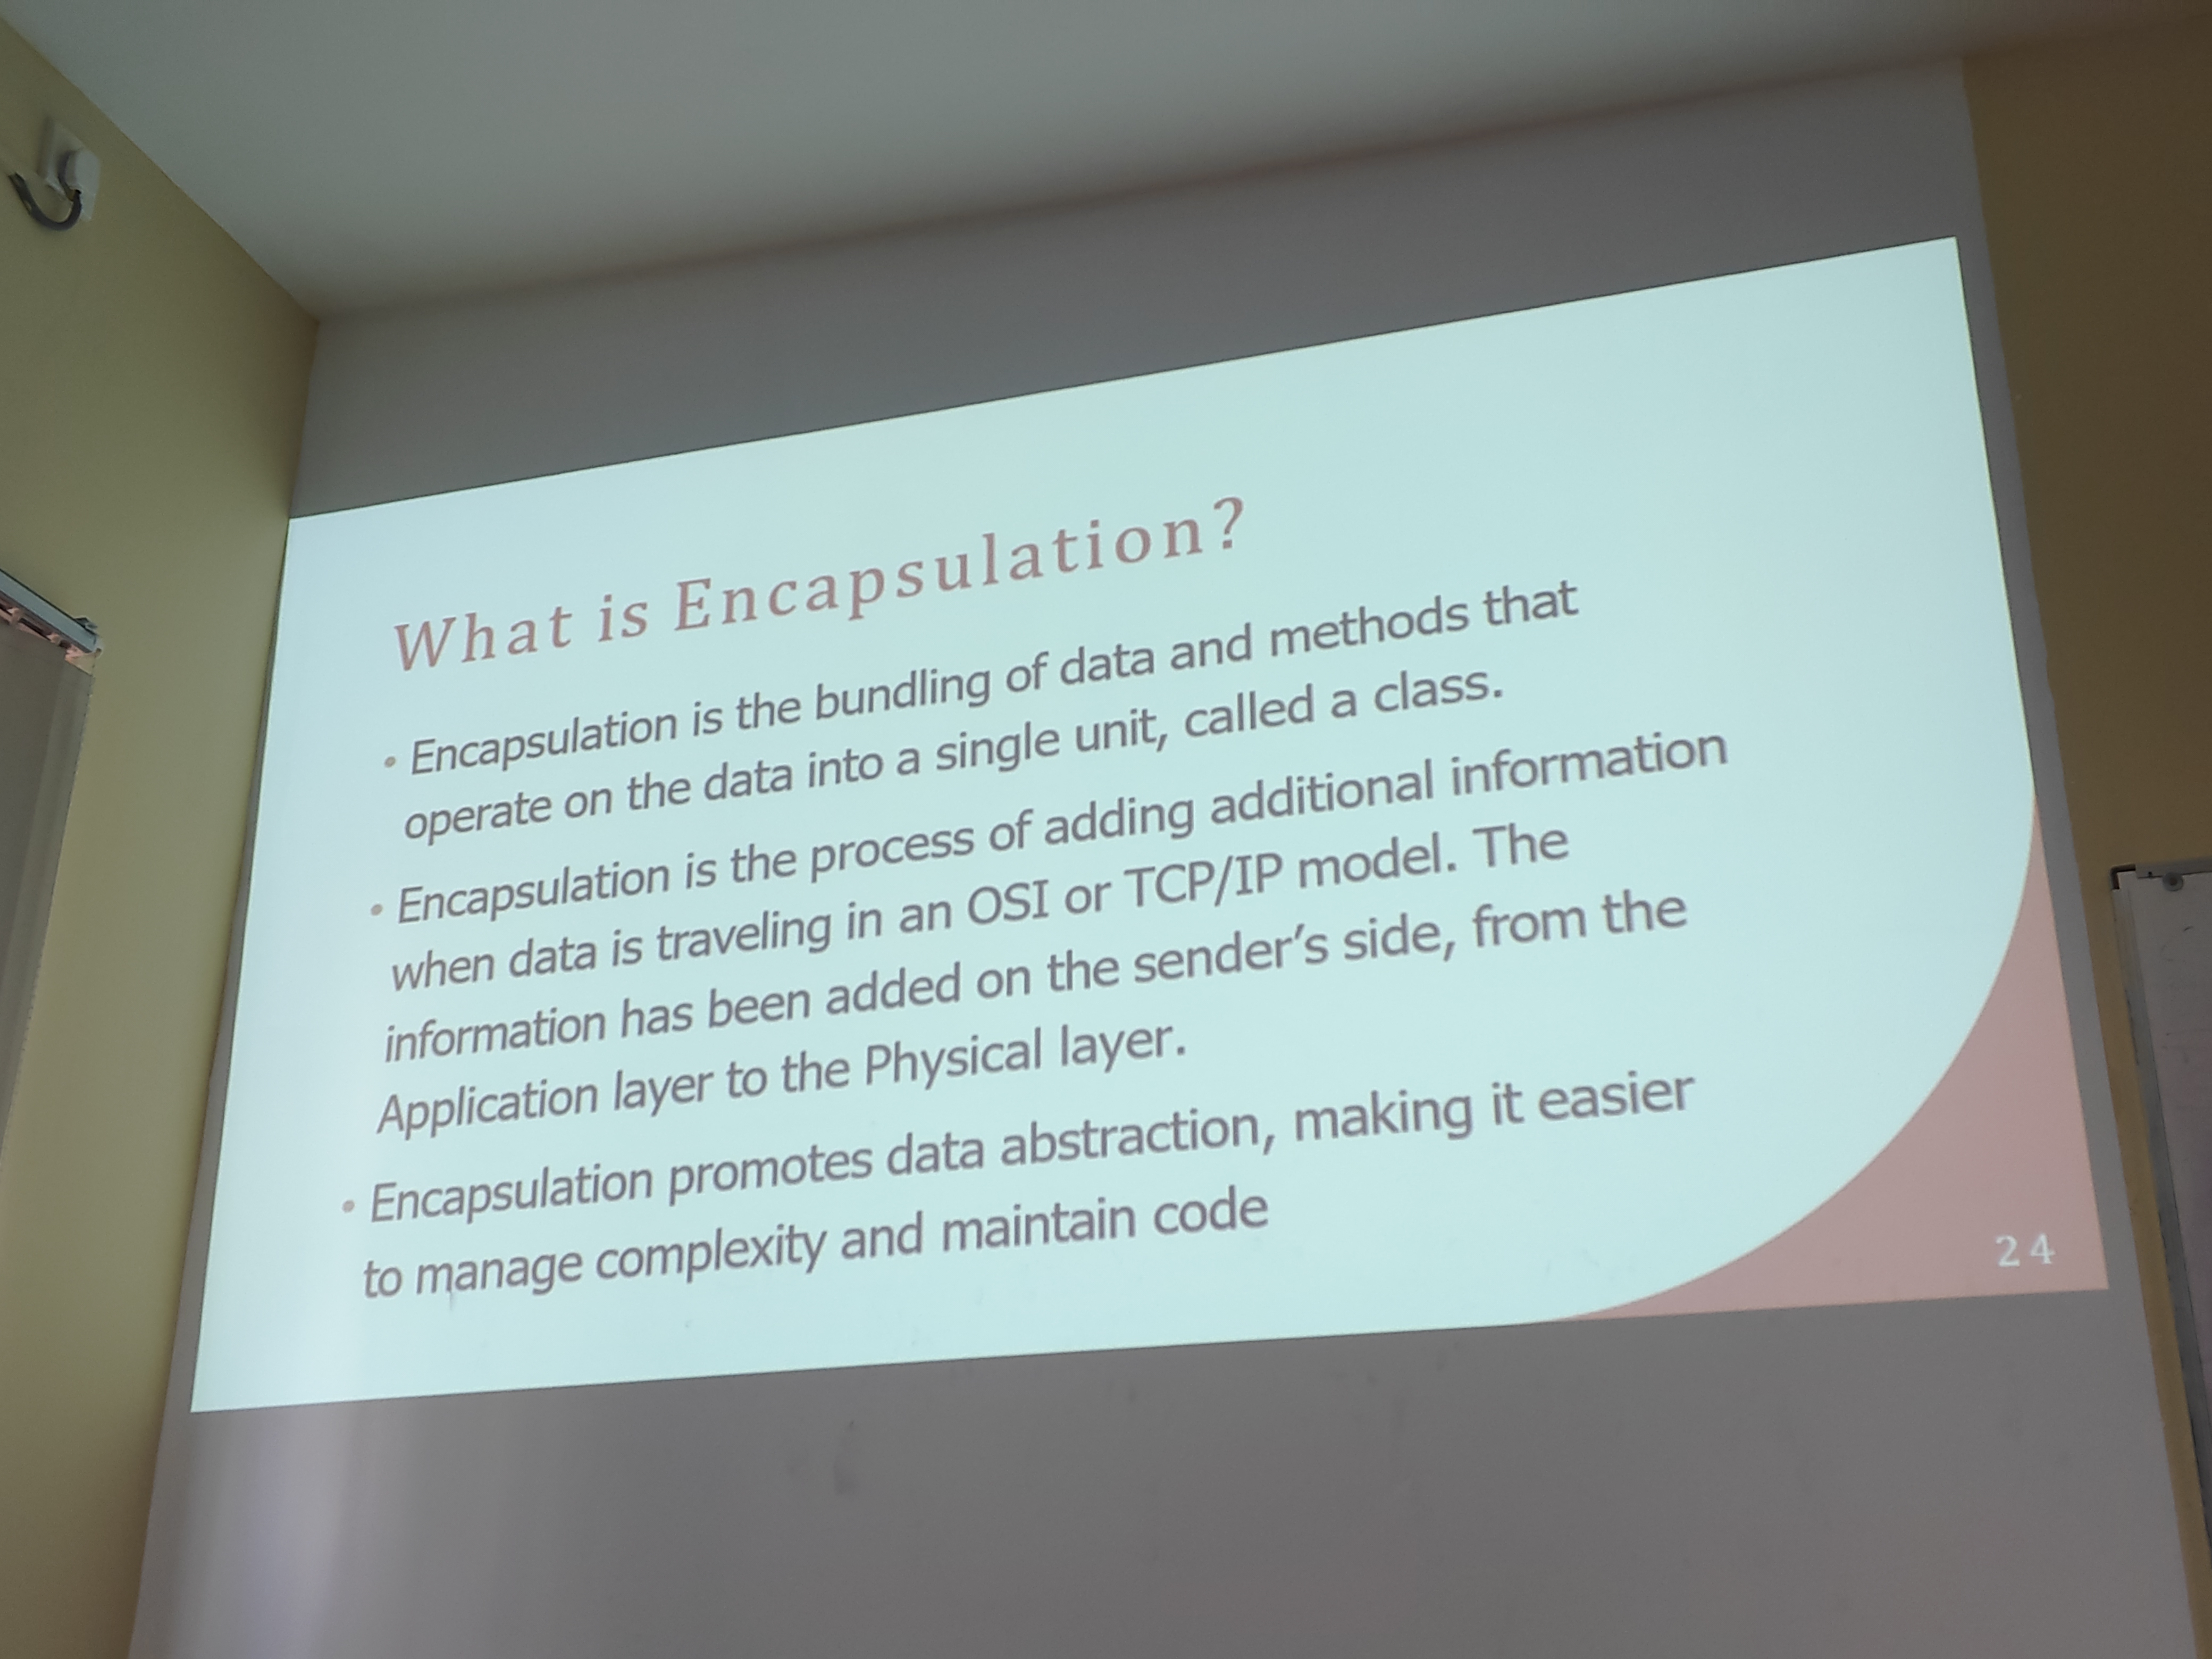 What is Encapsulation?
• Encapsulation is the bundling of data and methods that
operate on the data into a single unit, called a class.
• Encapsulation is the process of adding additional information
when data is traveling in an OSI or TCP/IP model. The
information has been added on the sender’s side, from the
Application layer to the Physical layer.
• Encapsulation promotes data abstraction, making it easier
to manage complexity and maintain code
24